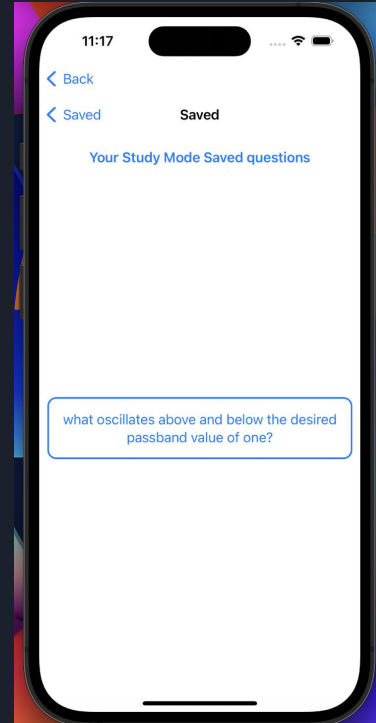 11:17
Back
Saved
Saved
Your Study Mode Saved questions
what oscillates above and below the desired
passband value of one?